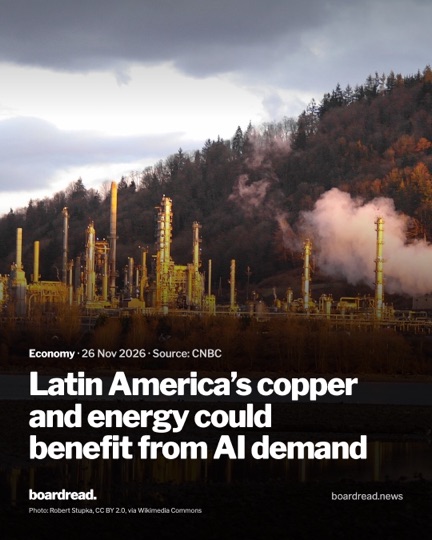 Economy · 26 Nov 2026 · Source: CNBC
Latin America’s copper
and energy could
benefit from AI demand
boardread.
boardread.news
Photo: Robert Stupka, CC BY 2.0, via Wikimedia Commons